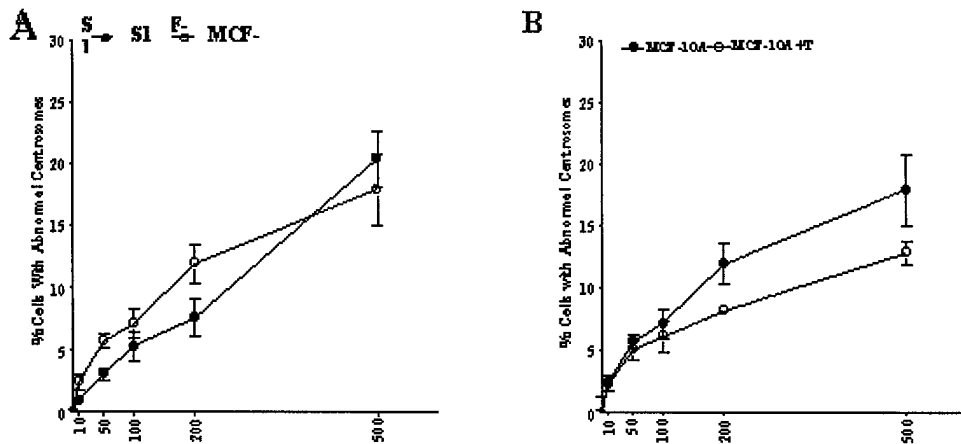 A
S1 S1 F- MCF-
% Cells With Abnormal Centrosomes
30
25
20
15
10
5
0
10 50 100 200 500
B
MCF-10A MCF-10A+T
% Cells with Abnormal Centrosomes
30
25
20
15
10
5
0
10 50 100 200 500